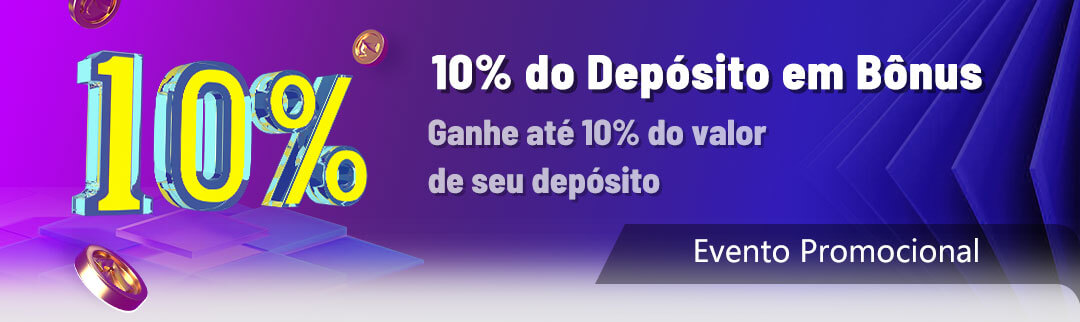 10%
10% do Depósito em Bônus
Ganhe até 10% do valor
de seu depósito
Evento Promocional